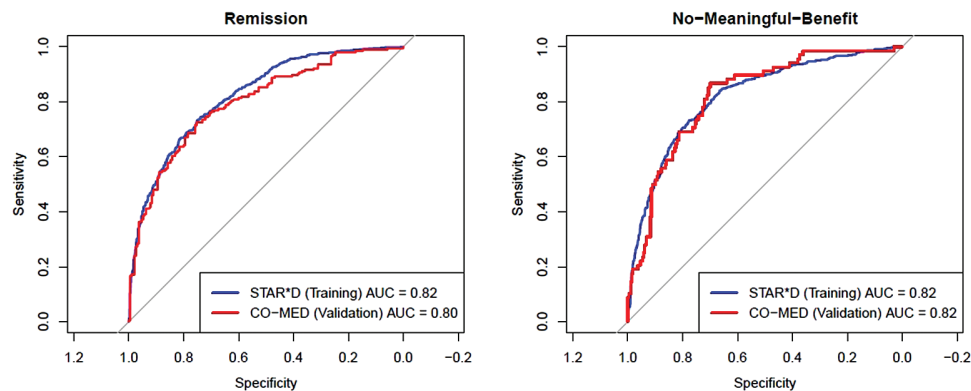 Remission
Sensitivity
1.0
0.8
0.6
0.4
0.2
0.0
STAR*D (Training) AUC = 0.82
CO−MED (Validation) AUC = 0.80
1.2 1.0 0.8 0.6 0.4 0.2 0.0 −0.2
Specificity
No−Meaningful−Benefit
Sensitivity
1.0
0.8
0.6
0.4
0.2
0.0
STAR*D (Training) AUC = 0.82
CO−MED (Validation) AUC = 0.82
1.2 1.0 0.8 0.6 0.4 0.2 0.0 −0.2
Specificity